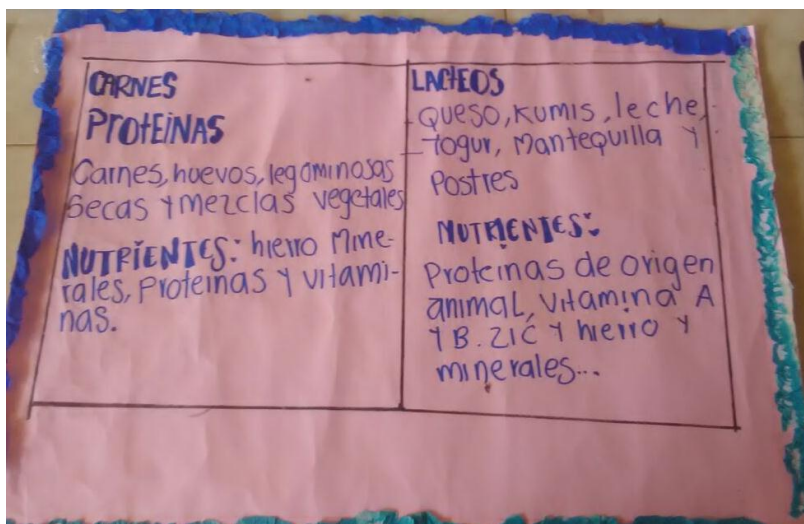 CARNES
PROTEINAS
Carnes, huevos, legominosas
secas y mezclas vegetales
NUTRIENTES: hierro Mine-
rales, Proteinas y vitami-
nas.
LACTEOS
- Queso, Kumis, leche,
- Yogur, Mantequilla y
Postres
NUTRIENTES:
Proteinas de origen
animal, vitamina A
y B. ZIC y hierro y
minerales...